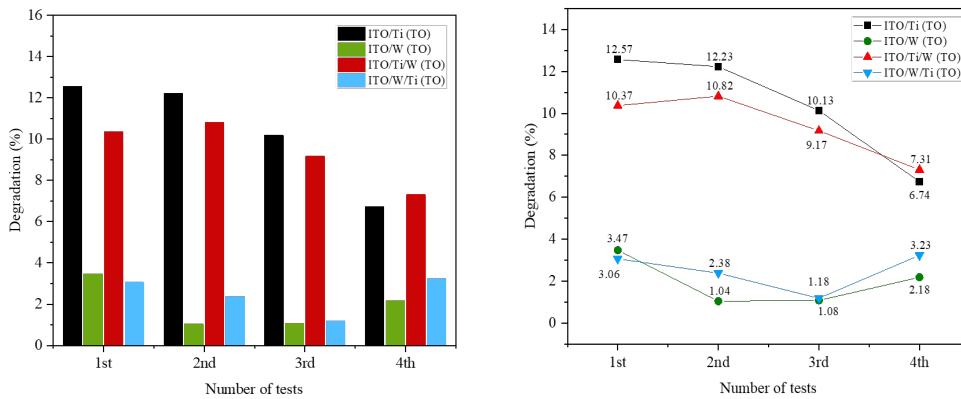 16
14
12
10
8
6
4
2
0
Degradation (%)
ITO/Ti (TO)
ITO/W (TO)
ITO/Ti/W (TO)
ITO/W/Ti (TO)
1st 2nd 3rd 4th
Number of tests
14
12
10
8
6
4
2
0
Degradation (%)
ITO/Ti (TO)
ITO/W (TO)
ITO/Ti/W (TO)
ITO/W/Ti (TO)
12.57 12.23 10.13 6.74
10.37 10.82 9.17 7.31
3.47 1.04 1.08 2.18
3.06 2.38 1.18 3.23
1st 2nd 3rd 4th
Number of tests